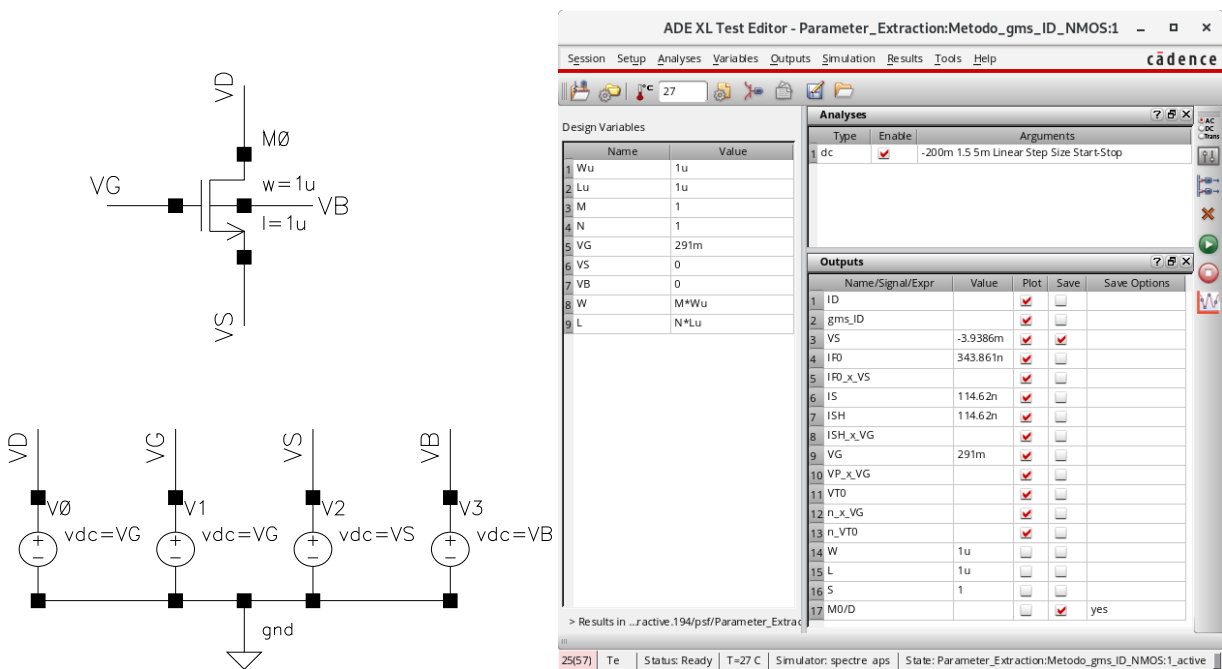 VD
MØ
VG
w=1u
VB
l=1u
VS
VD
VG
VS
VB
VØ
V1
V2
V3
vdc=VG
vdc=VG
vdc=VS
vdc=VB
gnd
ADE XL Test Editor - Parameter_Extraction:Metodo_gms_ID_NMOS:1
Session Setup Analyses Variables Outputs Simulation Results Tools Help
cādence
°C 27
Design Variables
Name Value
1 Wu 1u
2 Lu 1u
3 M 1
4 N 1
5 VG 291m
6 VS 0
7 VB 0
8 W M*Wu
9 L N*Lu
> Results in ...ractive.194/psf/Parameter_Extrac
Analyses
Type Enable Arguments
1 dc -200m 1.5 5m Linear Step Size Start-Stop
Outputs
Name/Signal/Expr Value Plot Save Save Options
1 ID
2 gms_ID
3 VS -3.9386m
4 IF0 343.861n
5 IF0_x_VS
6 IS 114.62n
7 ISH 114.62n
8 ISH_x_VG
9 VG 291m
10 VP_x_VG
11 VT0
12 n_x_VG
13 n_VT0
14 W 1u
15 L 1u
16 S 1
17 M0/D yes
AC
DC
Trans
25(57) Te Status: Ready T=27 C Simulator: spectre aps State: Parameter_Extraction:Metodo_gms_ID_NMOS:1_active